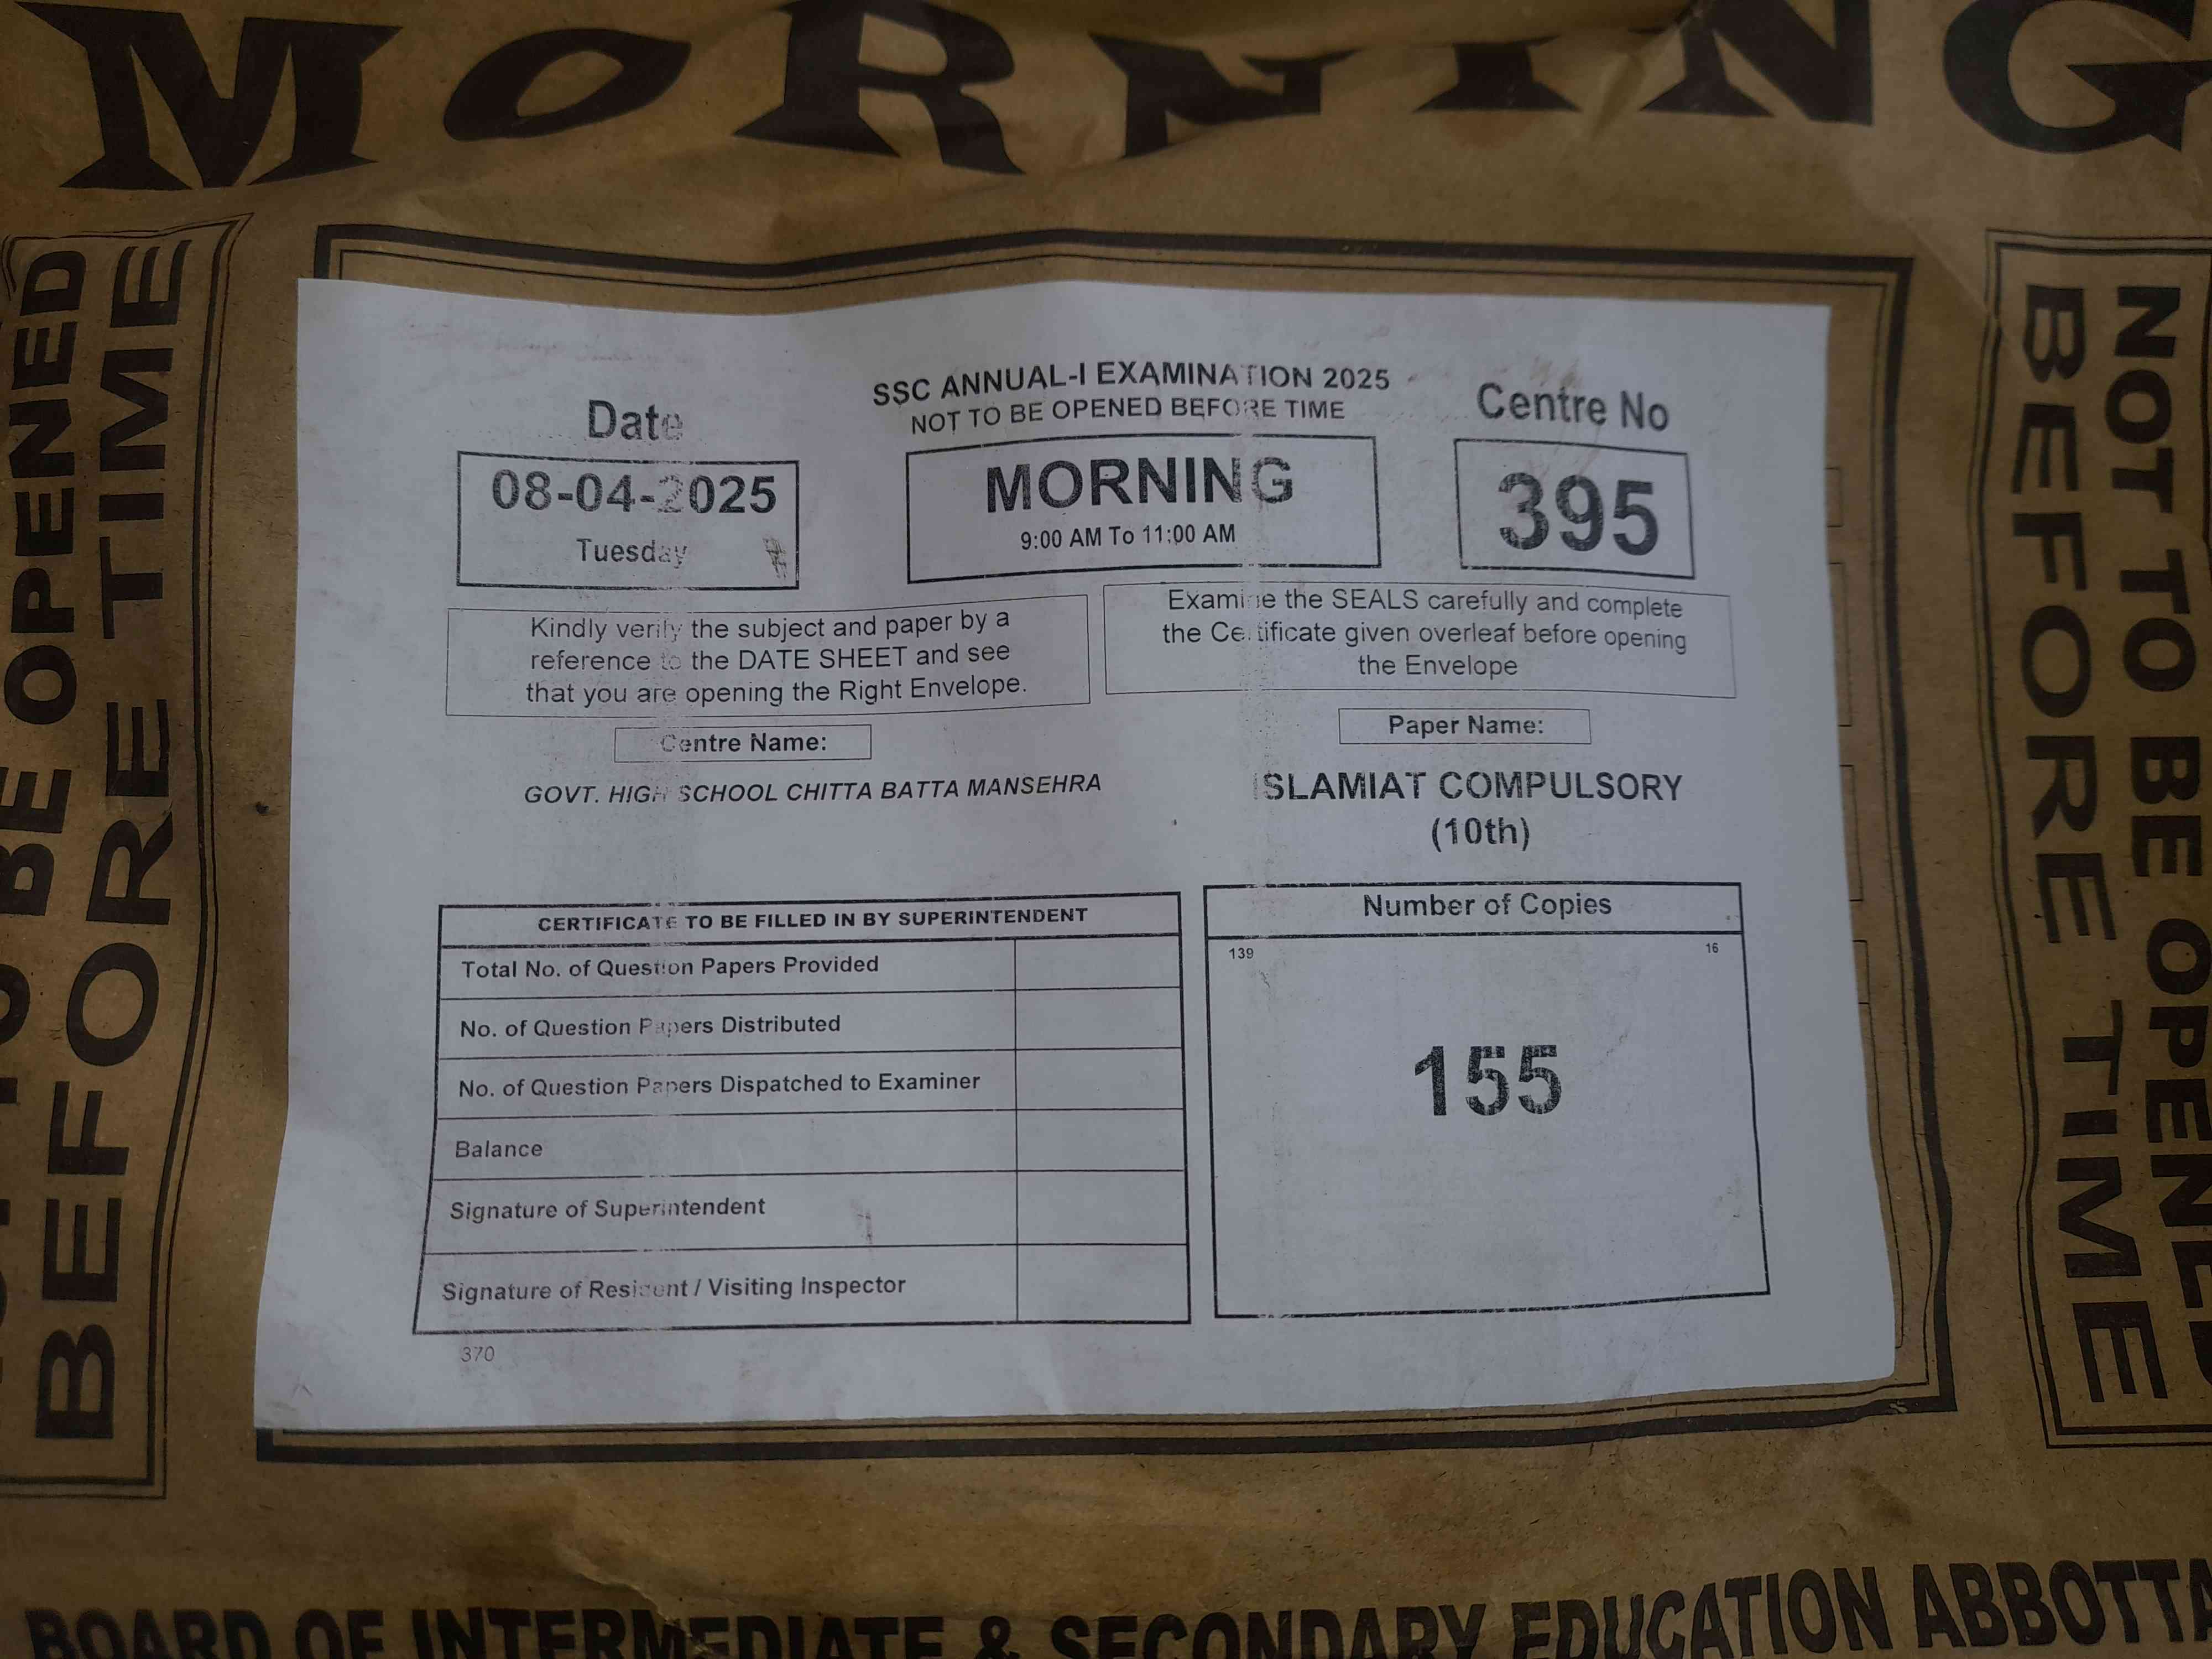 MORNING
NOT TO BE OPENED
BEFORE TIME
SSC ANNUAL-I EXAMINATION 2025
NOT TO BE OPENED BEFORE TIME
Date
08-04-2025
Tuesday
MORNING
9:00 AM To 11:00 AM
Centre No
395
Kindly verify the subject and paper by a
reference to the DATE SHEET and see
that you are opening the Right Envelope.
Examine the SEALS carefully and complete
the Certificate given overleaf before opening
the Envelope
Centre Name:
GOVT. HIGH SCHOOL CHITTA BATTA MANSEHRA
Paper Name:
ISLAMIAT COMPULSORY
(10th)
CERTIFICATE TO BE FILLED IN BY SUPERINTENDENT
Total No. of Question Papers Provided
No. of Question Papers Distributed
No. of Question Papers Dispatched to Examiner
Balance
Signature of Superintendent
Signature of Resident / Visiting Inspector
370
Number of Copies
139 16
155
NOT TO BE OPENED
BEFORE TIME
BOARD OF INTERMEDIATE & SECONDARY EDUCATION ABBOTTA